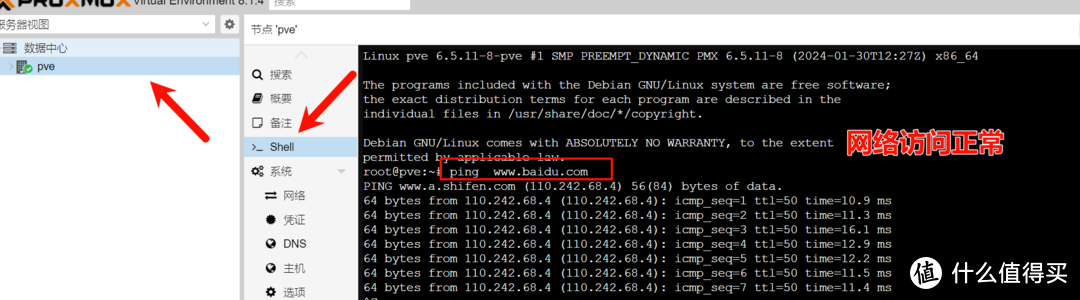 PROXMOX Virtual Environment 8.1.4 搜索
服务器视图
数据中心
pve
节点 'pve'
搜索
概要
备注
Shell
系统
网络
凭证
DNS
主机
选项
Linux pve 6.5.11-8-pve #1 SMP PREEMPT_DYNAMIC PMX 6.5.11-8 (2024-01-30T12:27Z) x86_64
The programs included with the Debian GNU/Linux system are free software;
the exact distribution terms for each program are described in the
individual files in /usr/share/doc/*/copyright.
Debian GNU/Linux comes with ABSOLUTELY NO WARRANTY, to the extent
permitted by applicable law.
网络访问正常
root@pve:~# ping www.baidu.com
PING www.a.shifen.com (110.242.68.4) 56(84) bytes of data.
64 bytes from 110.242.68.4 (110.242.68.4): icmp_seq=1 ttl=50 time=10.9 ms
64 bytes from 110.242.68.4 (110.242.68.4): icmp_seq=2 ttl=50 time=11.3 ms
64 bytes from 110.242.68.4 (110.242.68.4): icmp_seq=3 ttl=50 time=16.1 ms
64 bytes from 110.242.68.4 (110.242.68.4): icmp_seq=4 ttl=50 time=12.9 ms
64 bytes from 110.242.68.4 (110.242.68.4): icmp_seq=5 ttl=50 time=12.2 ms
64 bytes from 110.242.68.4 (110.242.68.4): icmp_seq=6 ttl=50 time=11.5 ms
64 bytes from 110.242.68.4 (110.242.68.4): icmp_seq=7 ttl=50 time=11.4 ms
值 什么值得买